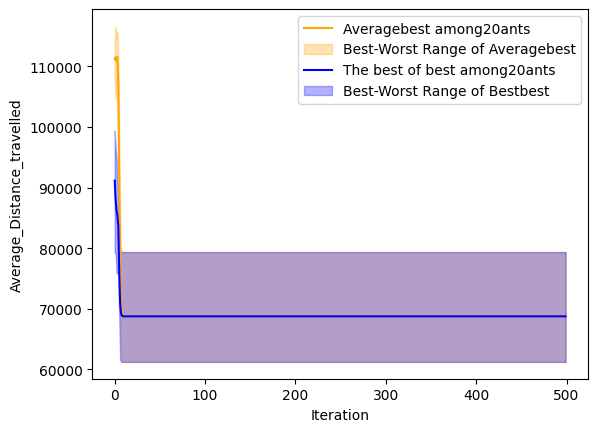 Averagebest among20ants
Best-Worst Range of Averagebest
The best of best among20ants
Best-Worst Range of Bestbest
Average_Distance_travelled
110000
100000
90000
80000
70000
60000
0 100 200 300 400 500
Iteration